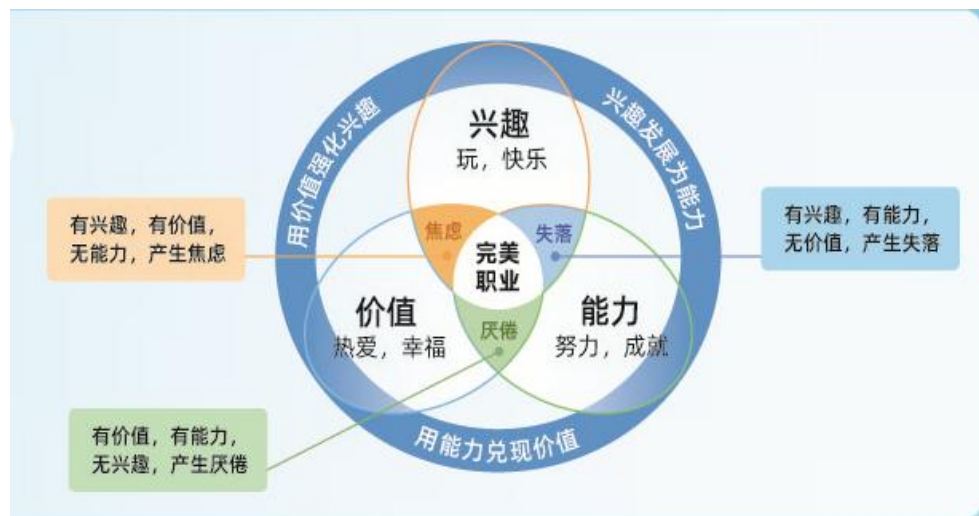 用价值强化兴趣
兴趣发展为能力
兴趣
玩，快乐
有兴趣，有价值，
无能力，产生焦虑
焦虑
失落
有兴趣，有能力，
无价值，产生失落
完美
职业
价值
热爱，幸福
能力
努力，成就
厌倦
有价值，有能力，
无兴趣，产生厌倦
用能力兑现价值